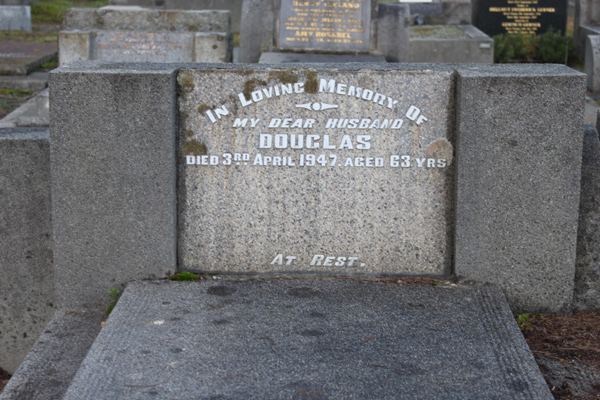 In Loving Memory Of
My Dear Husband
DOUGLAS
DIED 3RD APRIL 1947. AGED 63 YRS
At Rest.